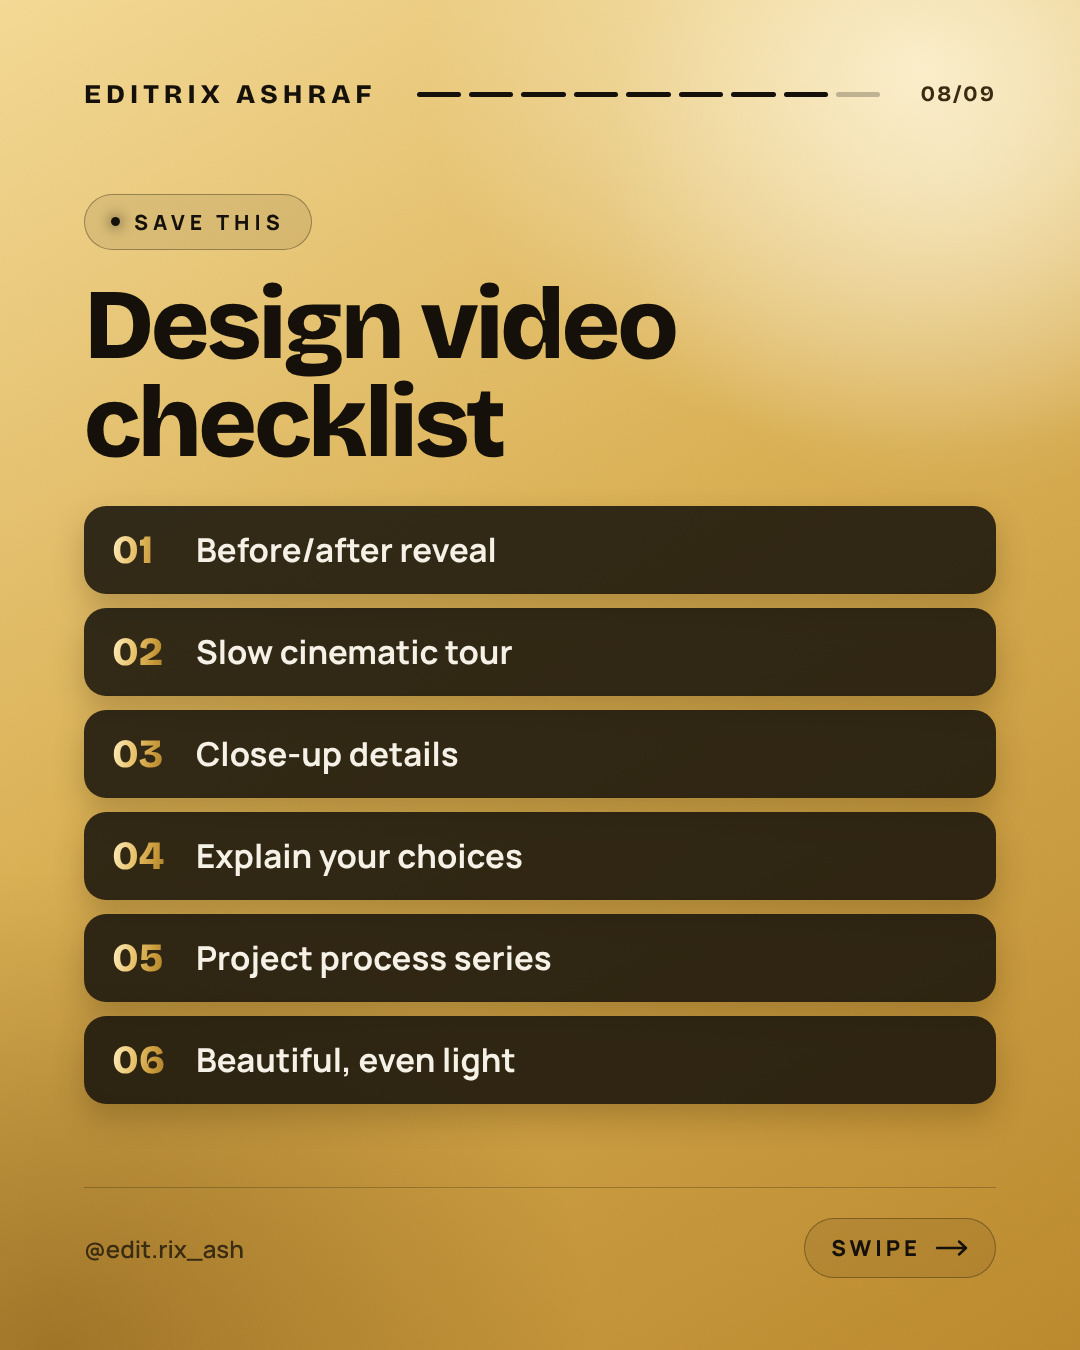 EDITRIX ASHRAF
08/09
SAVE THIS
Design video
checklist
01 Before/after reveal
02 Slow cinematic tour
03 Close-up details
04 Explain your choices
05 Project process series
06 Beautiful, even light
@edit.rix_ash
SWIPE →